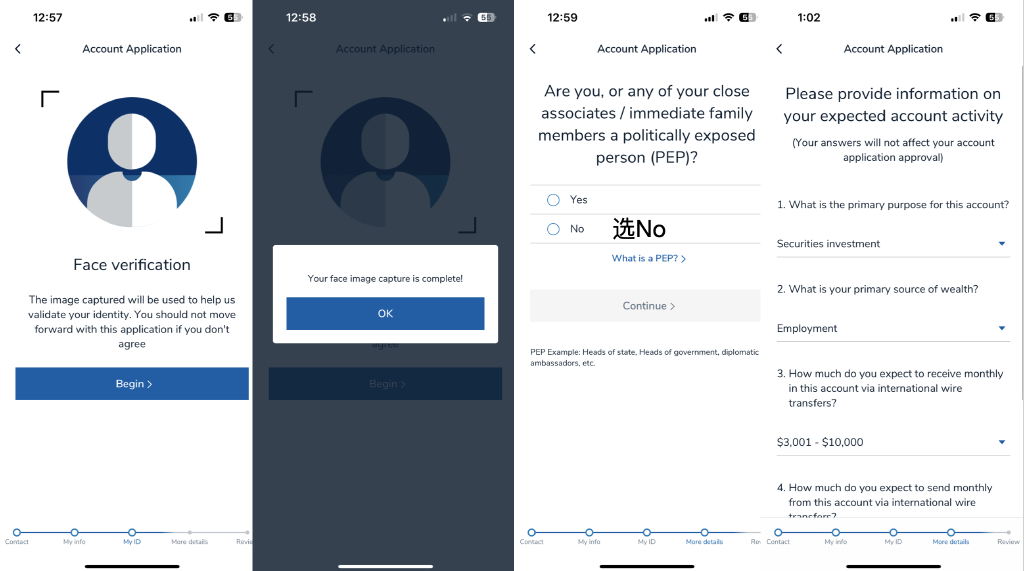 12:57
55
Account Application
Face verification
The image captured will be used to help us
validate your identity. You should not move
forward with this application if you don't
agree
Begin >
Contact
My info
My ID
More details
Revie
12:58
55
Account Application
Your face image capture is complete!
OK
agree
Begin >
12:59
55
Account Application
Are you, or any of your close
associates / immediate family
members a politically exposed
person (PEP)?
Yes
No 选No
What is a PEP? >
Continue >
PEP Example: Heads of state, Heads of government, diplomatic
ambassadors, etc.
Contact
My info
My ID
More details
Rev
1:02
55
Account Application
Please provide information on
your expected account activity
(Your answers will not affect your account
application approval)
1. What is the primary purpose for this account?
Securities investment
2. What is your primary source of wealth?
Employment
3. How much do you expect to receive monthly
in this account via international wire
transfers?
$3,001 - $10,000
4. How much do you expect to send monthly
from this account via international wire
transfers?
Contact
My info
My ID
More details
Review